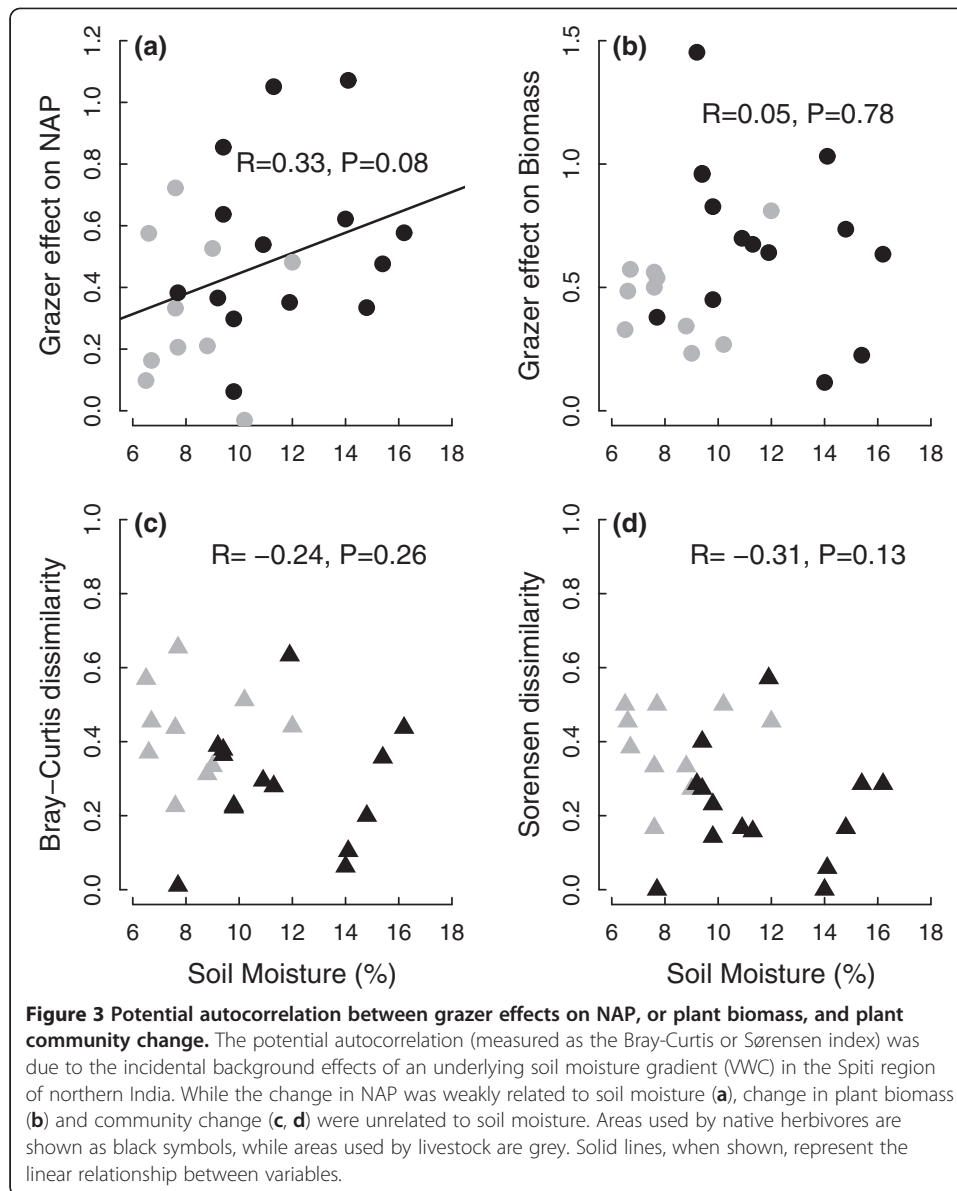 (a)
R=0.33, P=0.08
Grazer effect on NAP
0.0 0.2 0.4 0.6 0.8 1.0 1.2
6 8 10 12 14 16 18
(b)
R=0.05, P=0.78
Grazer effect on Biomass
0.0 0.5 1.0 1.5
6 8 10 12 14 16 18
(c)
R= −0.24, P=0.26
Bray−Curtis dissimilarity
0.0 0.2 0.4 0.6 0.8 1.0
6 8 10 12 14 16 18
Soil Moisture (%)
(d)
R= −0.31, P=0.13
Sorensen dissimilarity
0.0 0.2 0.4 0.6 0.8 1.0
6 8 10 12 14 16 18
Soil Moisture (%)
Figure 3 Potential autocorrelation between grazer effects on NAP, or plant biomass, and plant
community change. The potential autocorrelation (measured as the Bray-Curtis or Sørensen index) was
due to the incidental background effects of an underlying soil moisture gradient (VWC) in the Spiti region
of northern India. While the change in NAP was weakly related to soil moisture (a), change in plant biomass
(b) and community change (c, d) were unrelated to soil moisture. Areas used by native herbivores are
shown as black symbols, while areas used by livestock are grey. Solid lines, when shown, represent the
linear relationship between variables.